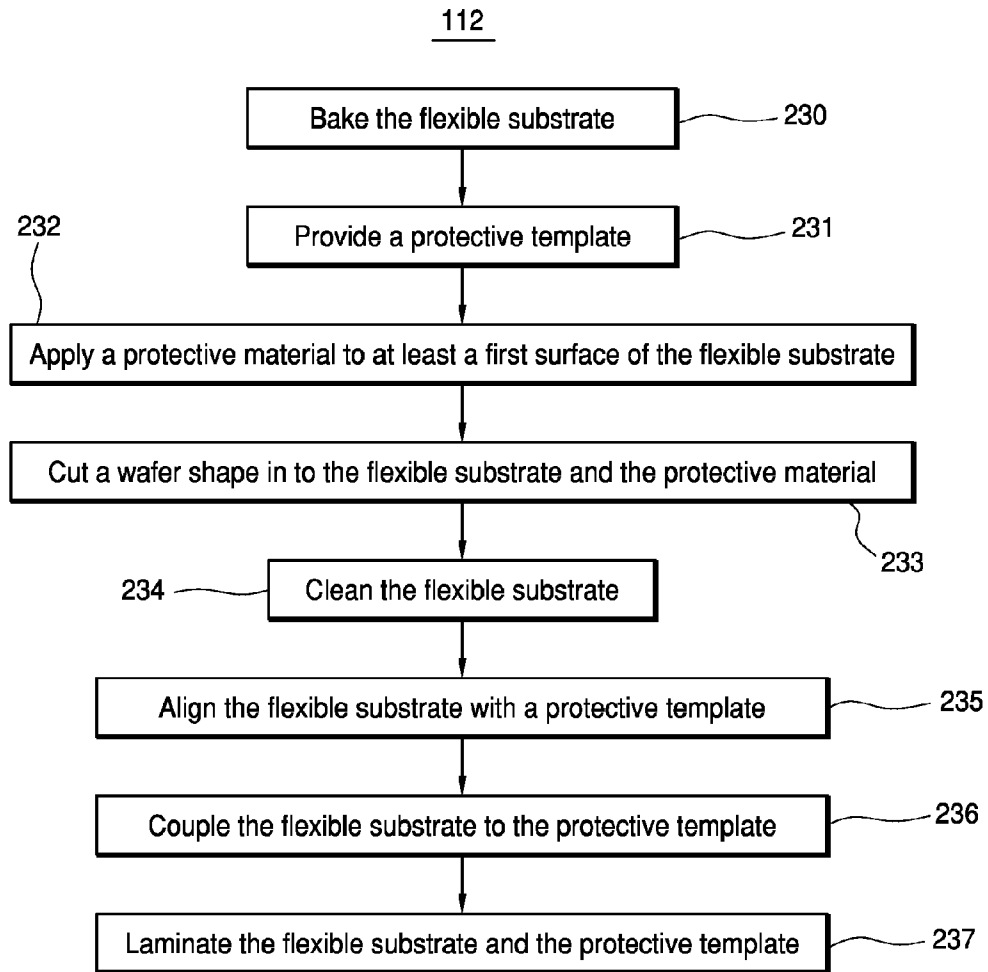 112
Bake the flexible substrate
230
Provide a protective template
231
232
Apply a protective material to at least a first surface of the flexible substrate
Cut a wafer shape in to the flexible substrate and the protective material
233
234
Clean the flexible substrate
Align the flexible substrate with a protective template
235
Couple the flexible substrate to the protective template
236
Laminate the flexible substrate and the protective template
237